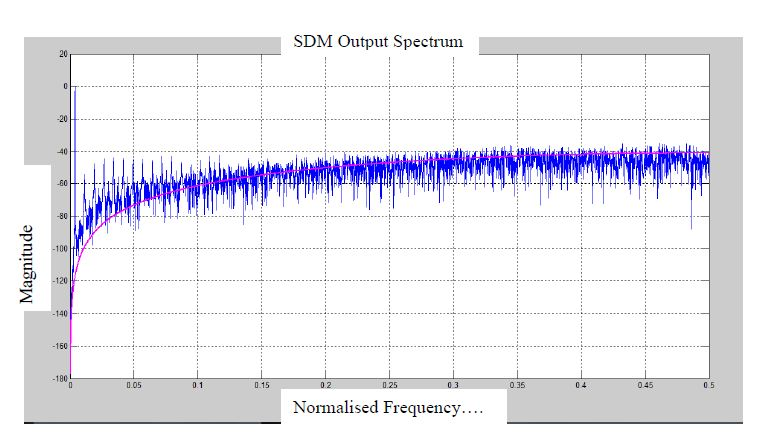 SDM Output Spectrum
20
0
-20
-40
-60
-80
-100
-120
-140
-160
-180
Magnitude
0 0.05 0.1 0.15 0.2 0.25 0.3 0.35 0.4 0.45 0.5
Normalised Frequency….